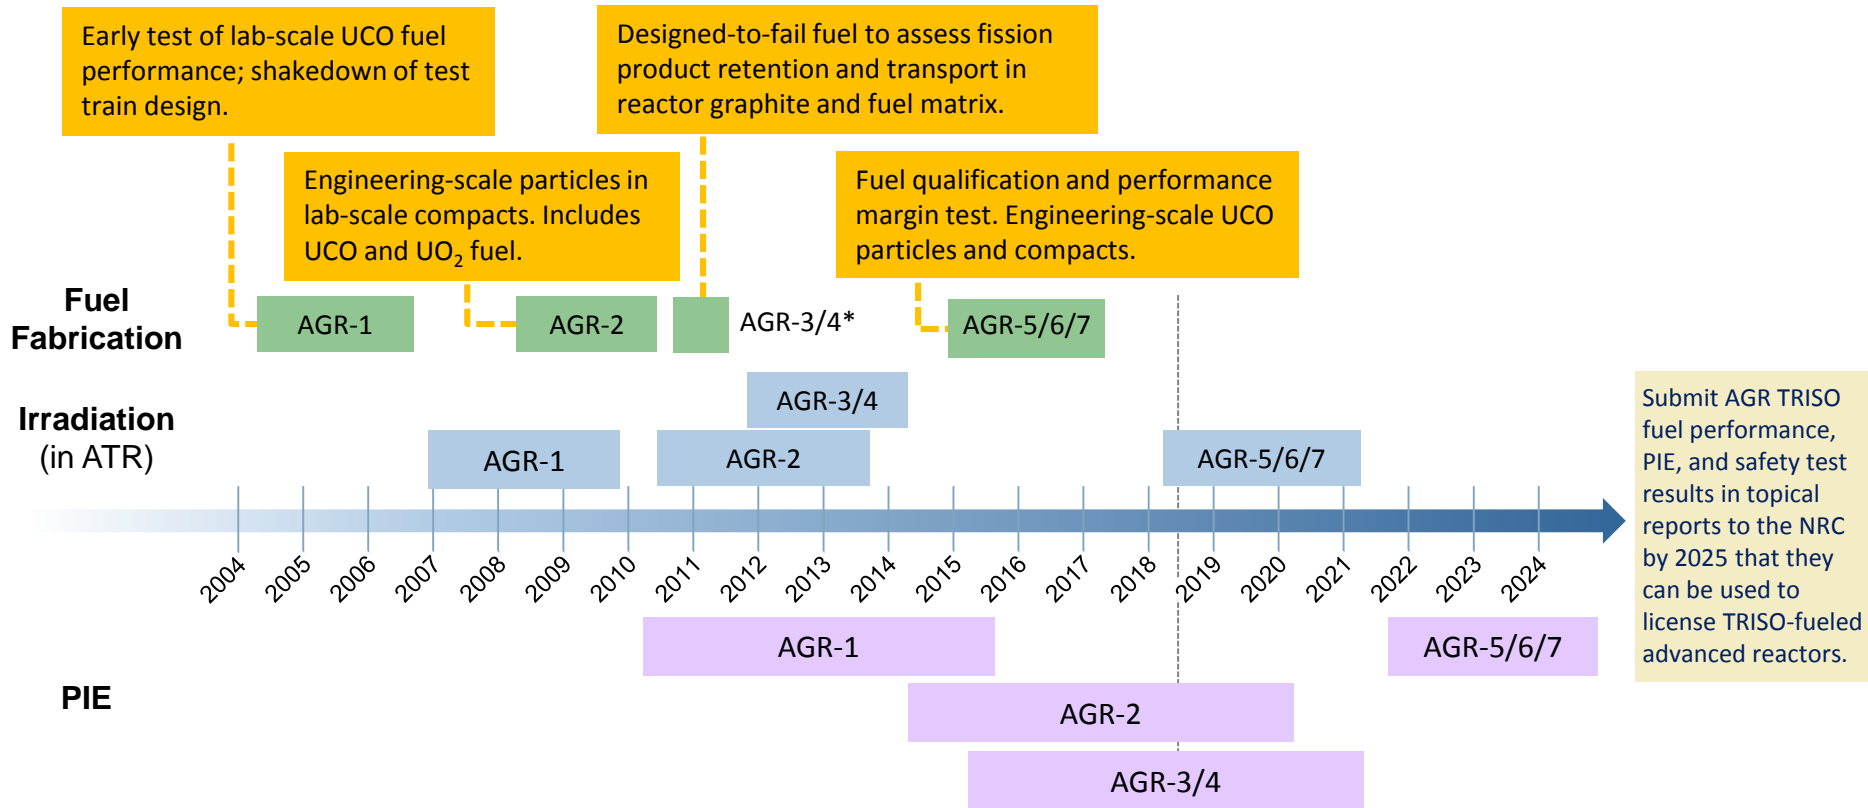 Early test of lab-scale UCO fuel
performance; shakedown of test
train design.
Designed-to-fail fuel to assess fission
product retention and transport in
reactor graphite and fuel matrix.
Engineering-scale particles in
lab-scale compacts. Includes
UCO and UO₂ fuel.
Fuel qualification and performance
margin test. Engineering-scale UCO
particles and compacts.
Fuel
Fabrication
AGR-1
AGR-2
AGR-3/4*
AGR-5/6/7
Irradiation
(in ATR)
AGR-3/4
AGR-1
AGR-2
AGR-5/6/7
2004
2005
2006
2007
2008
2009
2010
2011
2012
2013
2014
2015
2016
2017
2018
2019
2020
2021
2022
2023
2024
Submit AGR TRISO
fuel performance,
PIE, and safety test
results in topical
reports to the NRC
by 2025 that they
can be used to
license TRISO-fueled
advanced reactors.
PIE
AGR-1
AGR-5/6/7
AGR-2
AGR-3/4